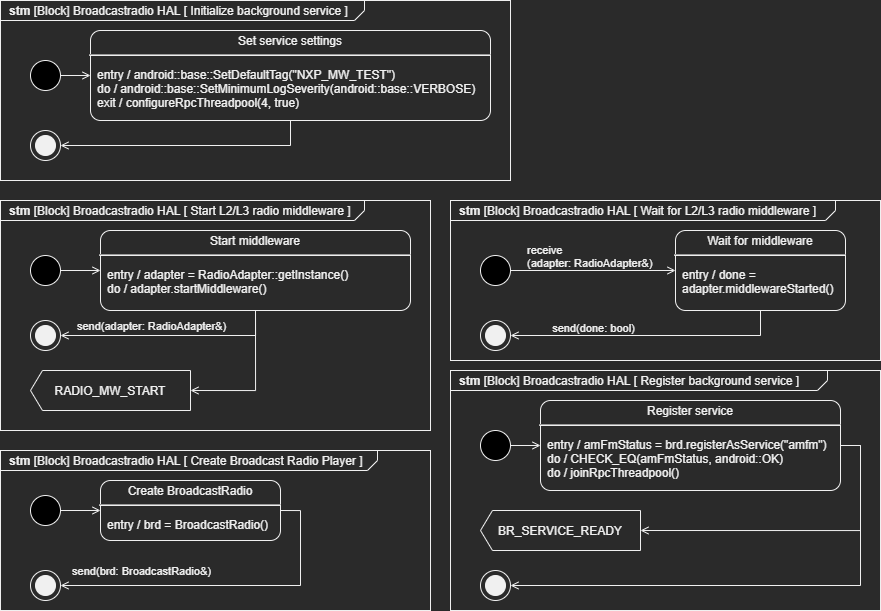 stm [Block] Broadcastradio HAL [ Initialize background service ]
Set service settings
entry / android::base::SetDefaultTag("NXP_MW_TEST")
do / android::base::SetMinimumLogSeverity(android::base::VERBOSE)
exit / configureRpcThreadpool(4, true)
stm [Block] Broadcastradio HAL [ Start L2/L3 radio middleware ]
Start middleware
entry / adapter = RadioAdapter::getInstance()
do / adapter.startMiddleware()
send(adapter: RadioAdapter&)
RADIO_MW_START
stm [Block] Broadcastradio HAL [ Wait for L2/L3 radio middleware ]
receive
(adapter: RadioAdapter&)
Wait for middleware
entry / done =
adapter.middlewareStarted()
send(done: bool)
stm [Block] Broadcastradio HAL [ Create Broadcast Radio Player ]
Create BroadcastRadio
entry / brd = BroadcastRadio()
send(brd: BroadcastRadio&)
stm [Block] Broadcastradio HAL [ Register background service ]
Register service
entry / amFmStatus = brd.registerAsService("amfm")
do / CHECK_EQ(amFmStatus, android::OK)
do / joinRpcThreadpool()
BR_SERVICE_READY